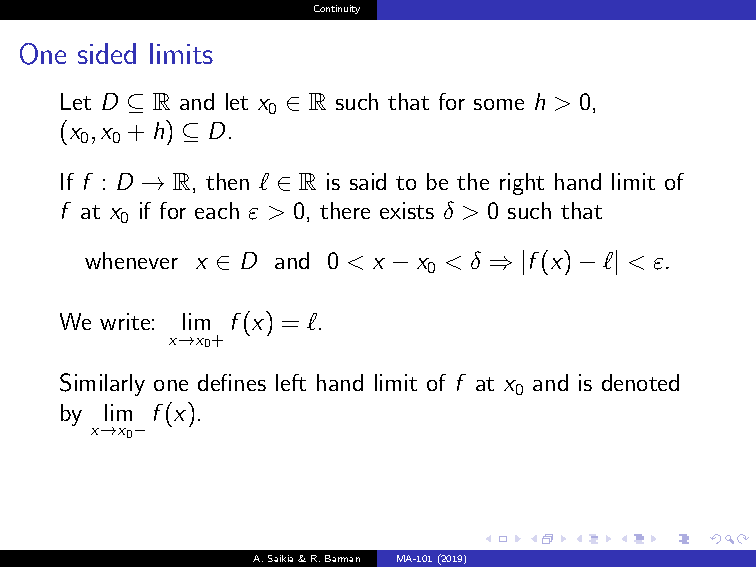 Continuity
One sided limits
Let D ⊆ ℝ and let x₀ ∈ ℝ such that for some h > 0,
(x₀, x₀ + h) ⊆ D.
If f : D → ℝ, then ℓ ∈ ℝ is said to be the right hand limit of
f at x₀ if for each ε > 0, there exists δ > 0 such that
whenever x ∈ D and 0 < x − x₀ < δ ⇒ |f(x) − ℓ| < ε.
We write: lim f(x) = ℓ.
x→x₀+
Similarly one defines left hand limit of f at x₀ and is denoted
by lim f(x).
x→x₀−
A. Saikia & R. Barman MA-101 (2019)